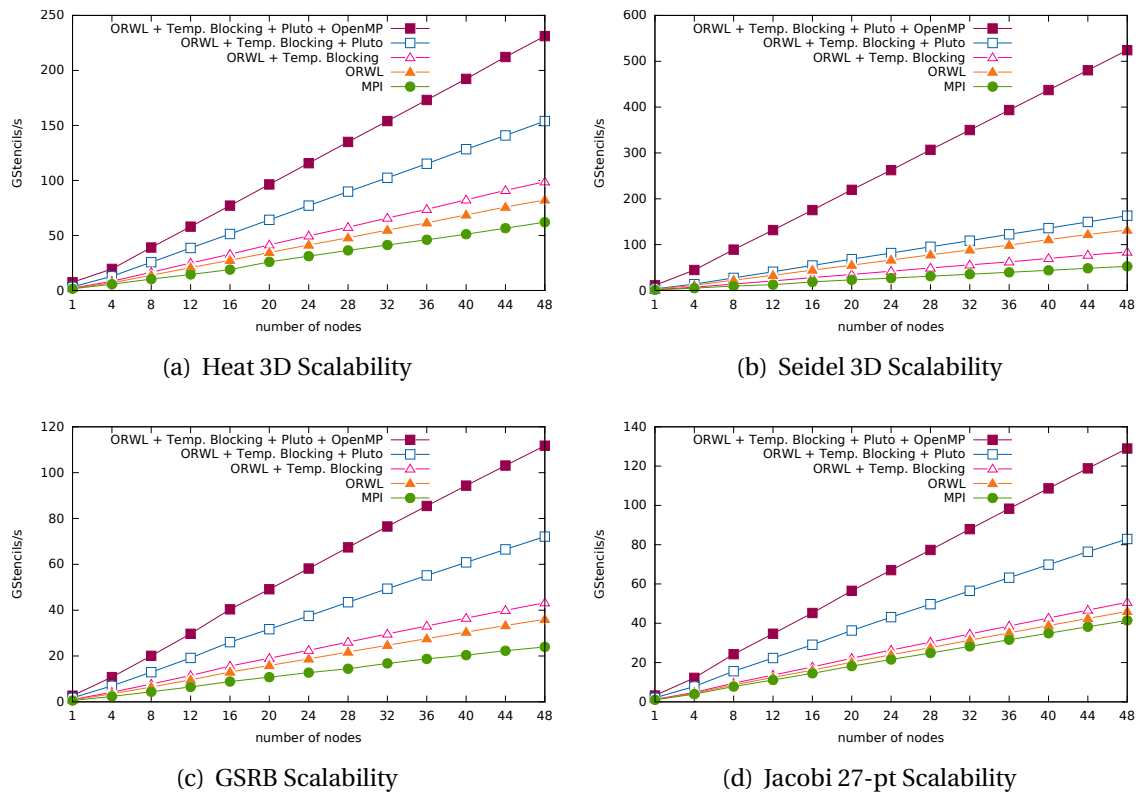 250
200
150
100
50
0
GStencils/s
ORWL + Temp. Blocking + Pluto + OpenMP
ORWL + Temp. Blocking + Pluto
ORWL + Temp. Blocking
ORWL
MPI
1 4 8 12 16 20 24 28 32 36 40 44 48
number of nodes
(a) Heat 3D Scalability
600
500
400
300
200
100
0
GStencils/s
ORWL + Temp. Blocking + Pluto + OpenMP
ORWL + Temp. Blocking + Pluto
ORWL + Temp. Blocking
ORWL
MPI
1 4 8 12 16 20 24 28 32 36 40 44 48
number of nodes
(b) Seidel 3D Scalability
120
100
80
60
40
20
0
GStencils/s
ORWL + Temp. Blocking + Pluto + OpenMP
ORWL + Temp. Blocking + Pluto
ORWL + Temp. Blocking
ORWL
MPI
1 4 8 12 16 20 24 28 32 36 40 44 48
number of nodes
(c) GSRB Scalability
140
120
100
80
60
40
20
0
GStencils/s
ORWL + Temp. Blocking + Pluto + OpenMP
ORWL + Temp. Blocking + Pluto
ORWL + Temp. Blocking
ORWL
MPI
1 4 8 12 16 20 24 28 32 36 40 44 48
number of nodes
(d) Jacobi 27-pt Scalability